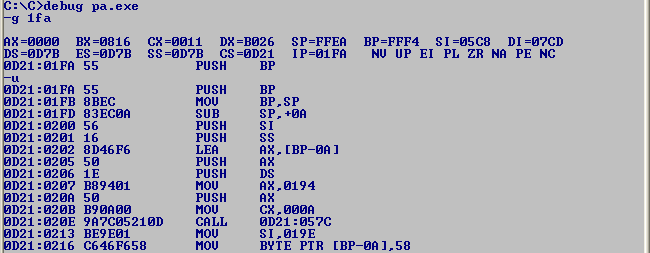 C:\C>debug pa.exe
-g 1fa
AX=0000 BX=0816 CX=0011 DX=B026 SP=FFEA BP=FFF4 SI=05C8 DI=07CD
DS=0D7B ES=0D7B SS=0D7B CS=0D21 IP=01FA NV UP EI PL ZR NA PE NC
0D21:01FA 55 PUSH BP
-u
0D21:01FA 55 PUSH BP
0D21:01FB 8BEC MOV BP,SP
0D21:01FD 83EC0A SUB SP,+0A
0D21:0200 56 PUSH SI
0D21:0201 16 PUSH SS
0D21:0202 8D46F6 LEA AX,[BP-0A]
0D21:0205 50 PUSH AX
0D21:0206 1E PUSH DS
0D21:0207 B89401 MOV AX,0194
0D21:020A 50 PUSH AX
0D21:020B B90A00 MOV CX,000A
0D21:020E 9A7C05210D CALL 0D21:057C
0D21:0213 BE9E01 MOV SI,019E
0D21:0216 C646F658 MOV BYTE PTR [BP-0A],58